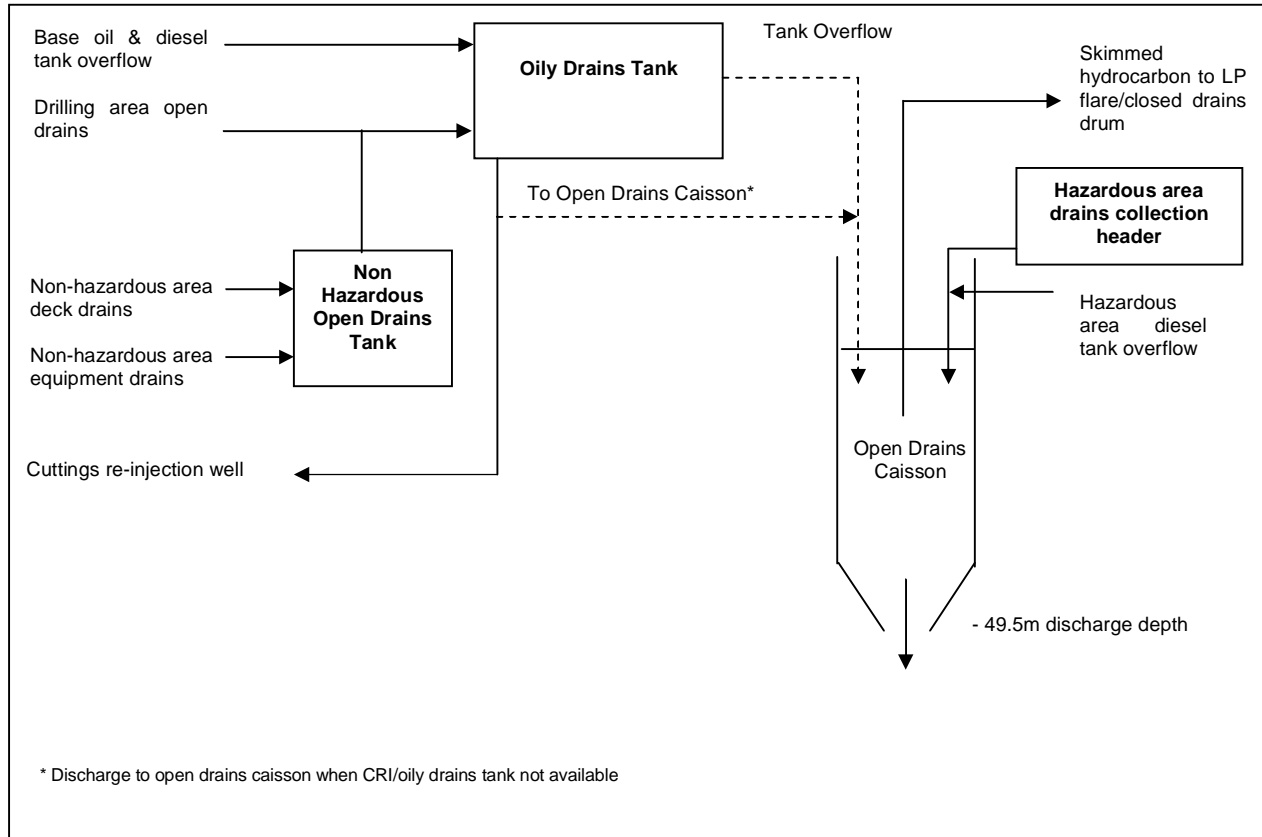 Base oil & diesel
tank overflow
Oily Drains Tank
Tank Overflow
Skimmed
hydrocarbon to LP
flare/closed drains
drum
Drilling area open
drains
To Open Drains Caisson*
Hazardous area
drains collection
header
Non-hazardous area
deck drains
Non
Hazardous
Open Drains
Tank
Non-hazardous area
equipment drains
Hazardous
area diesel
tank overflow
Cuttings re-injection well
Open Drains
Caisson
- 49.5m discharge depth
* Discharge to open drains caisson when CRI/oily drains tank not available